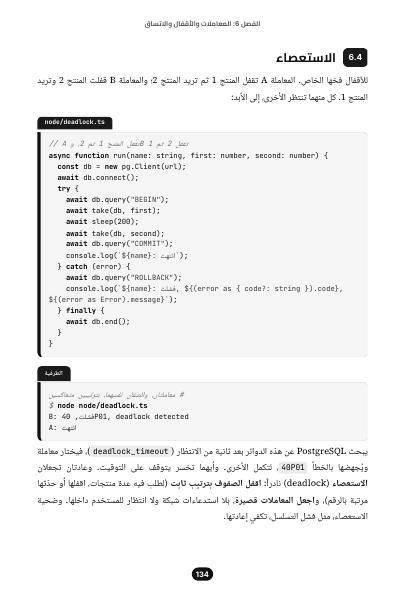 الفصل 6: المعاملات والأقفال والاتساق
6.4 الاستعصاء
للأقفال فخّها الخاص. المعاملة A تقفل المنتج 1 ثم تريد المنتج 2؛ والمعاملة B قفلت المنتج 2 وتريد
المنتج 1. كل منهما تنتظر الأخرى، إلى الأبد:
node/deadlock.ts
// A تقفل المنتج 1 ثم 2، و B تقفل 2 ثم 1
async function run(name: string, first: number, second: number) {
const db = new pg.Client(url);
await db.connect();
try {
await db.query("BEGIN");
await take(db, first);
await sleep(200);
await take(db, second);
await db.query("COMMIT");
console.log(`${name}: انتهت`);
} catch (error) {
await db.query("ROLLBACK");
console.log(`${name}: فشلت, ${(error as { code?: string }).code},
${(error as Error).message}`);
} finally {
await db.end();
}
}
الطرفية
# معاملتان، والصفان نفسهما، بترتيبين متعاكسين
$ node node/deadlock.ts
B: فشلت, 40P01, deadlock detected
A: انتهت
يبحث PostgreSQL عن هذه الدوائر بعد ثانية من الانتظار (deadlock_timeout)، فيختار معاملة
ويُجهضها بالخطأ 40P01، لتكمل الأخرى. وأيهما تخسر يتوقف على التوقيت. وعادتان تجعلان
الاستعصاء (deadlock) نادراً: اقفل الصفوف بترتيب ثابت (لطلب فيه عدة منتجات، اقفلها أو حدّثها
مرتبة بالرقم)، واجعل المعاملات قصيرة، بلا استدعاءات شبكة ولا انتظار للمستخدم داخلها. وضحية
الاستعصاء، مثل فشل التسلسل، تكفي إعادتها.
134